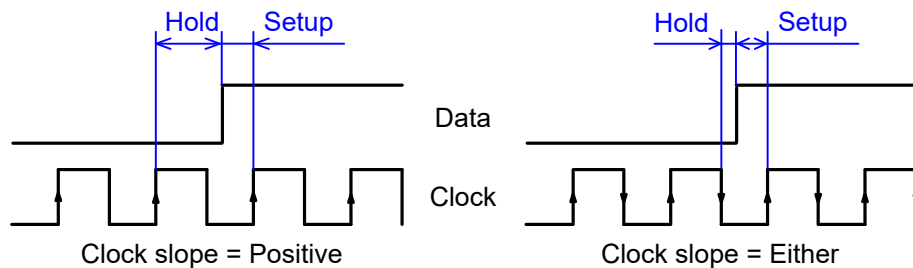 Hold Setup Hold Setup
Data
Clock
Clock slope = Positive Clock slope = Either